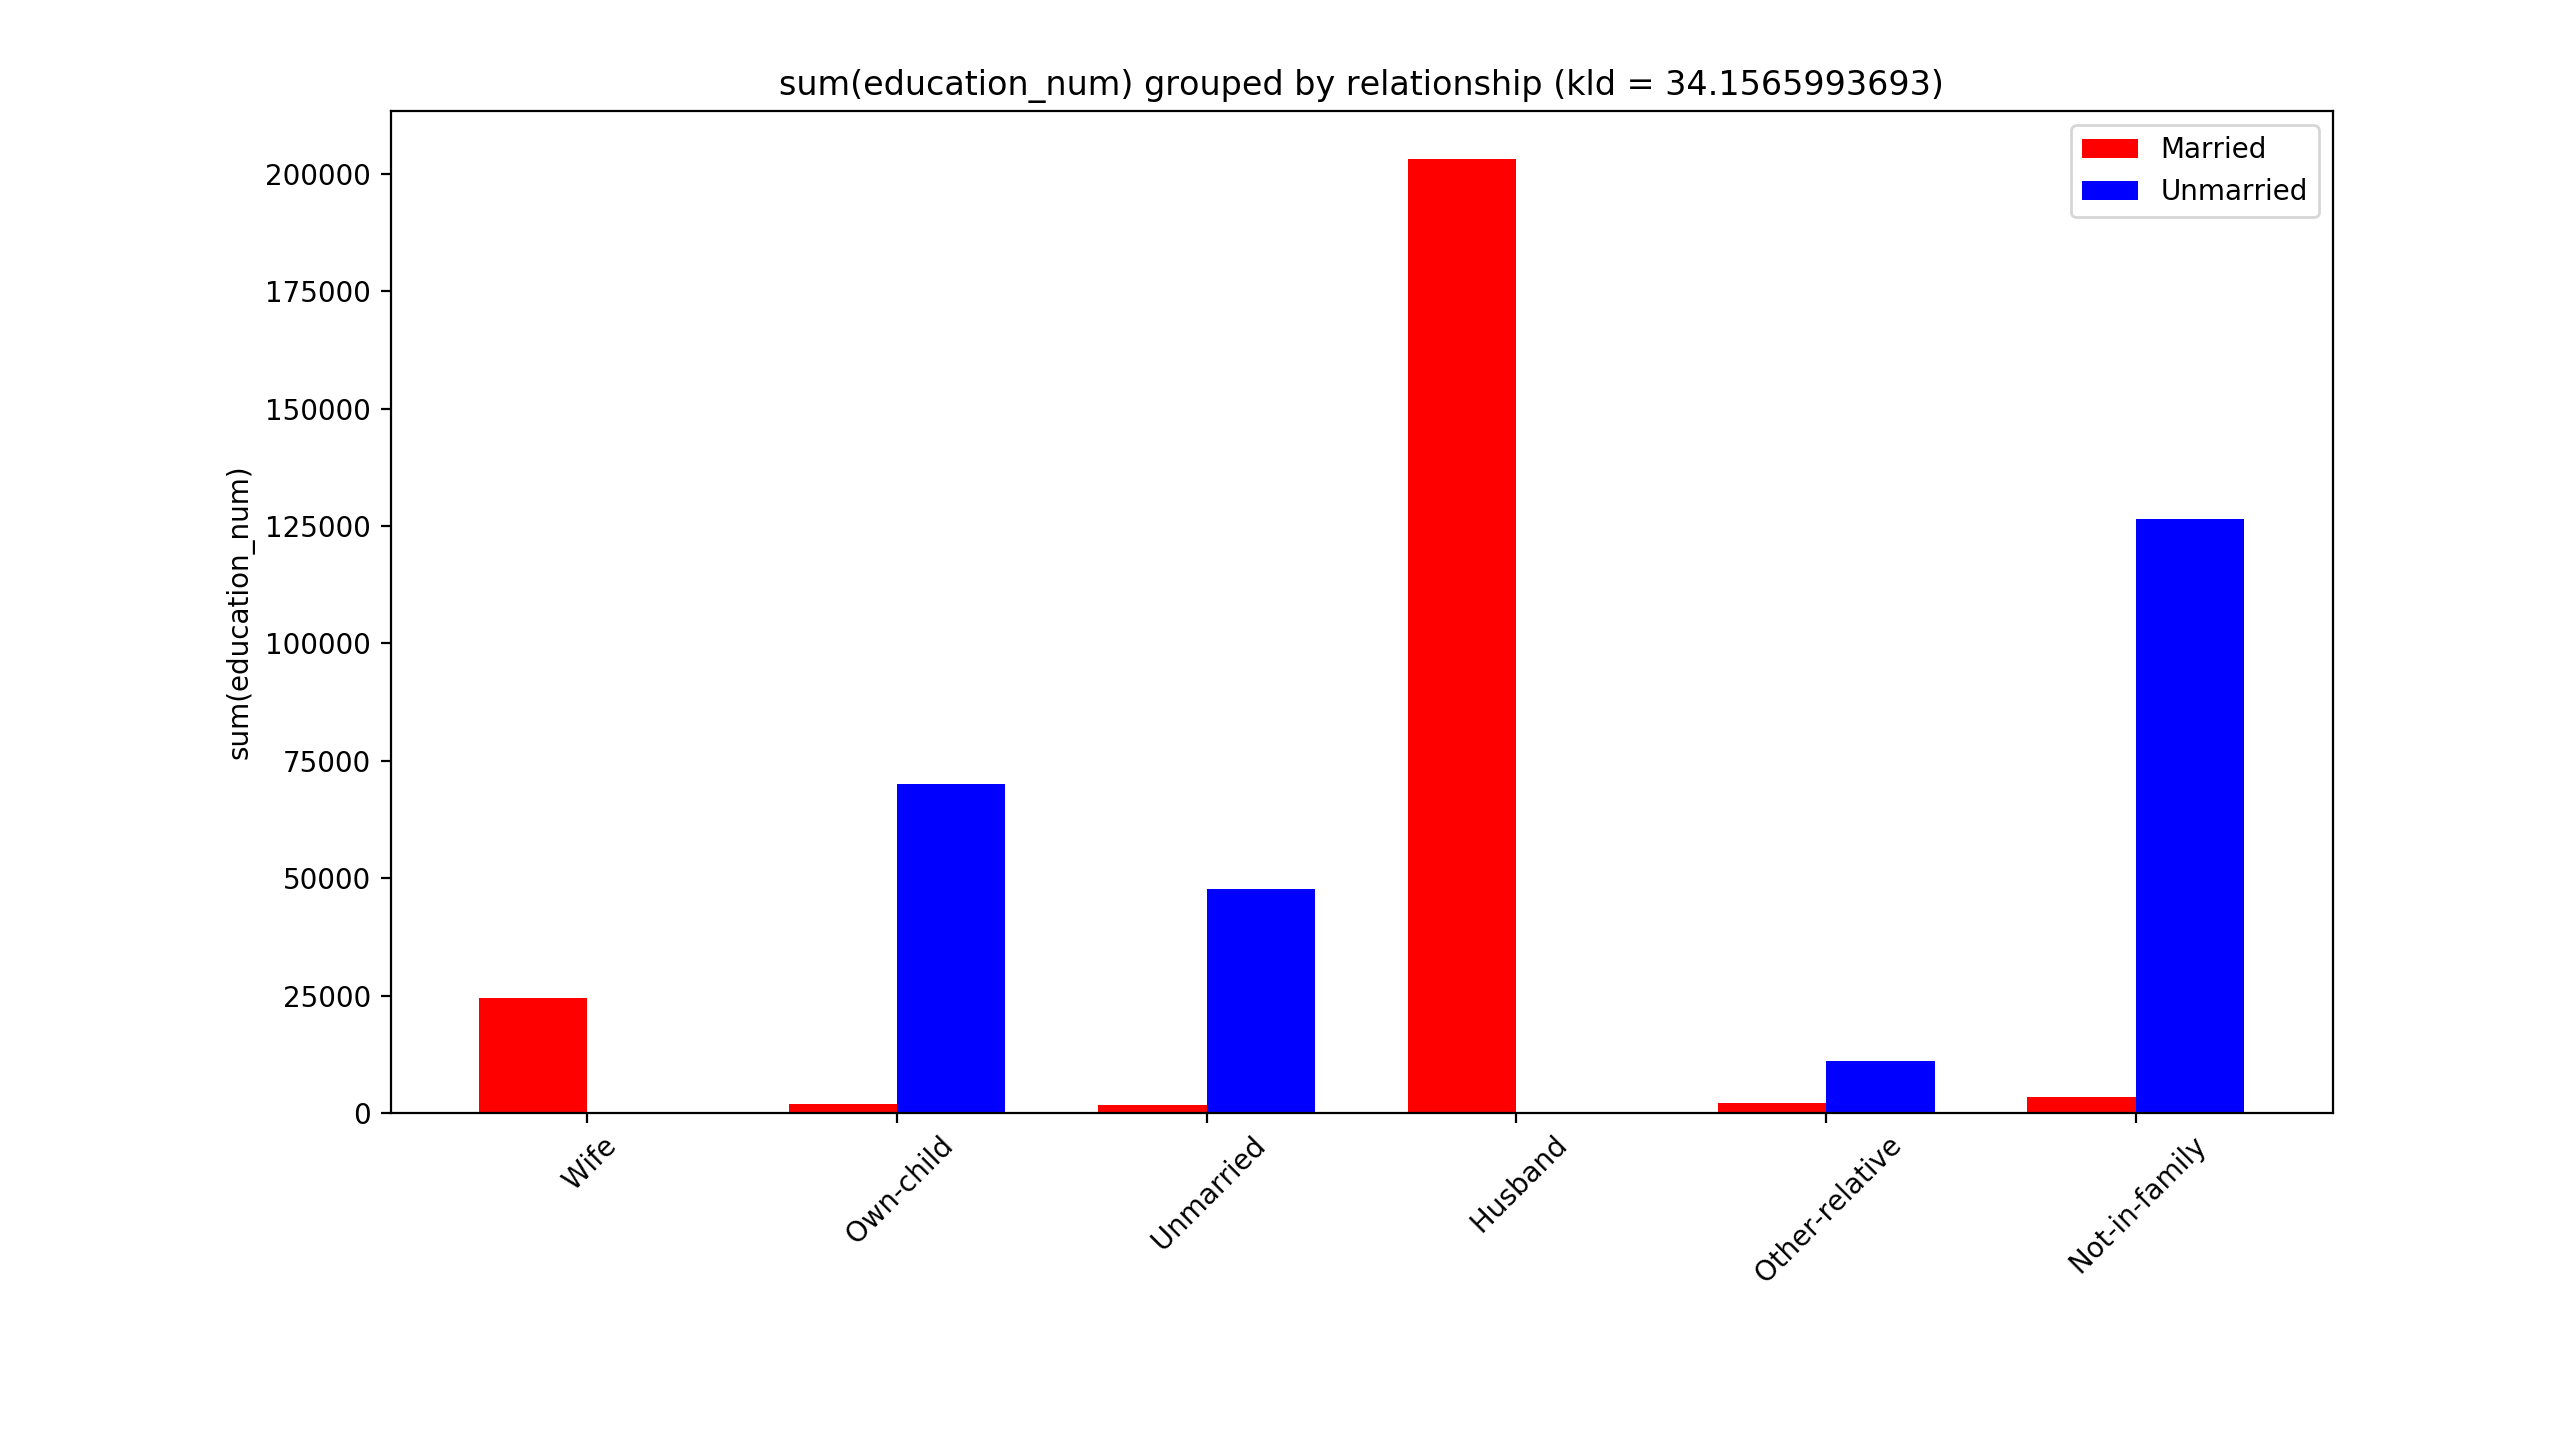 sum(education_num) grouped by relationship (kld = 34.1565993693)
Married
Unmarried
200000
175000
150000
125000
100000
75000
50000
25000
0
sum(education_num)
Wife
Own-child
Unmarried
Husband
Other-relative
Not-in-family